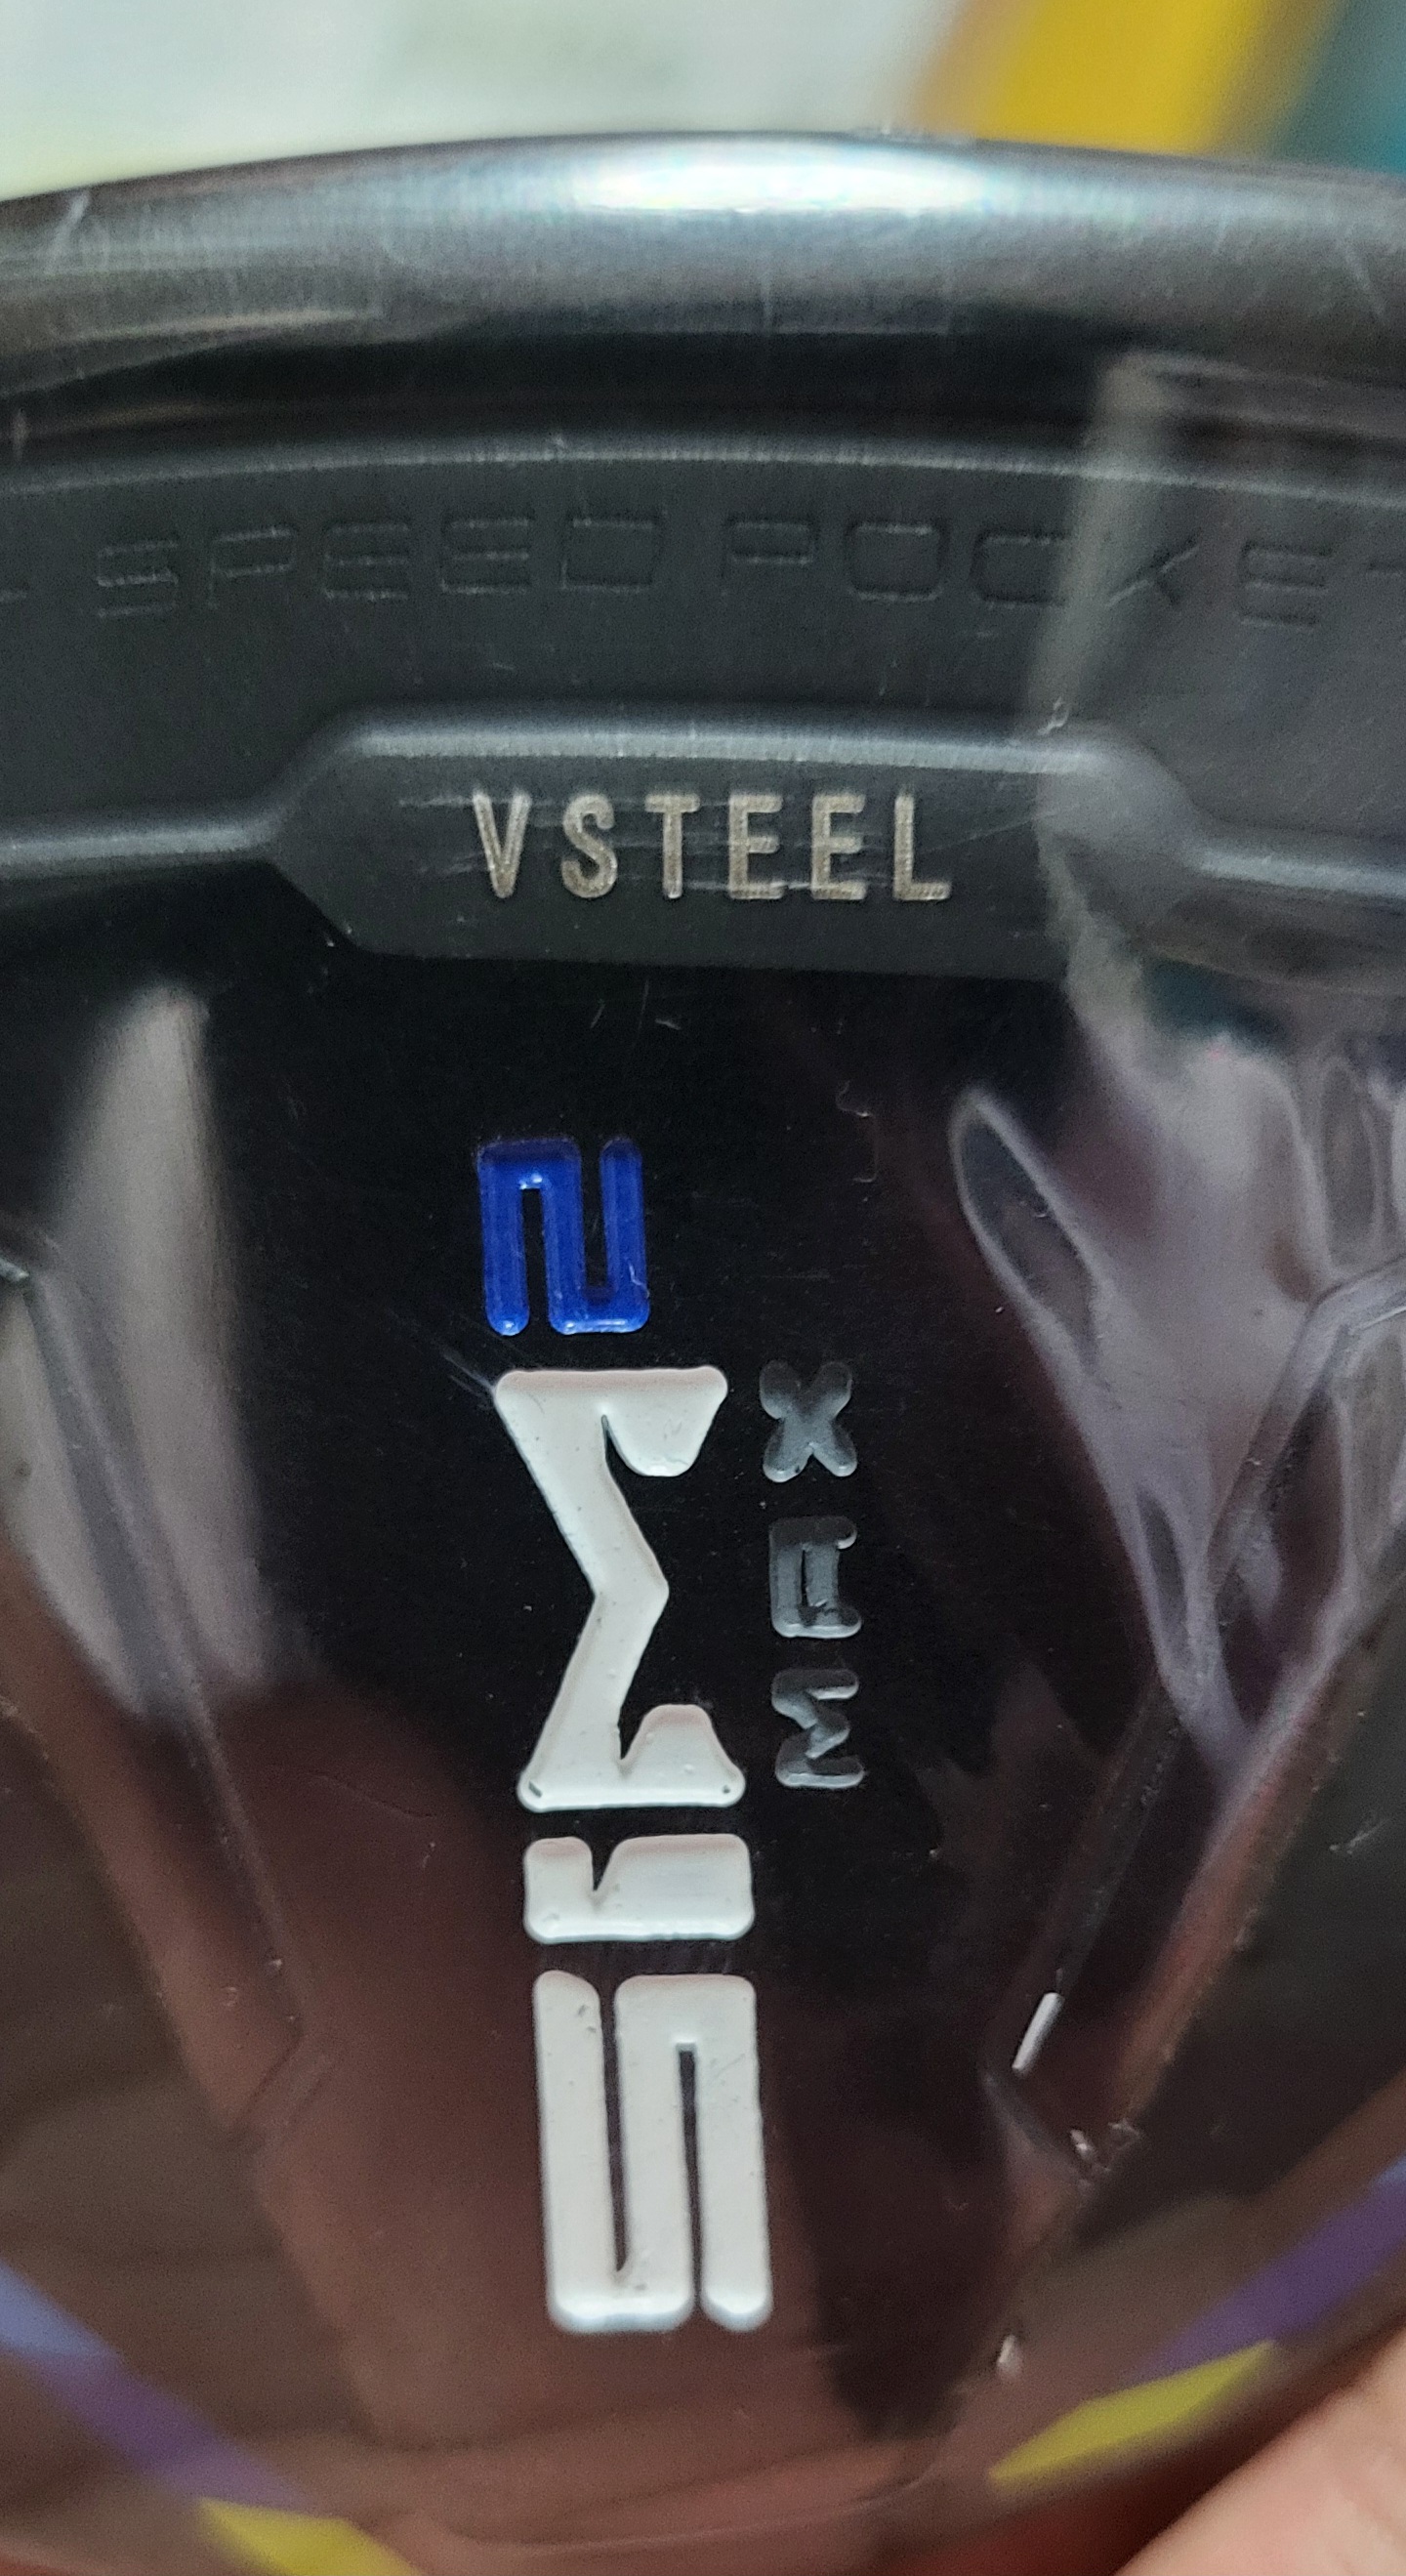 SPEED POCKET
VSTEEL
SIM2
MAX